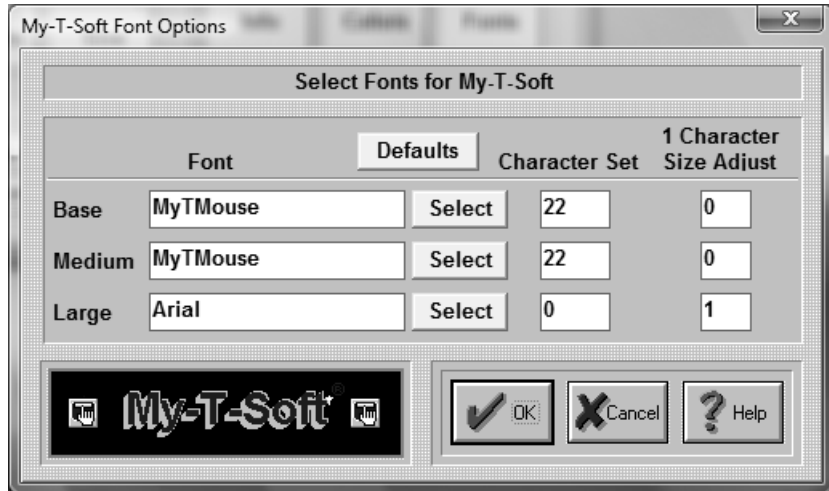 My-T-Soft Font Options
Select Fonts for My-T-Soft
Font Defaults Character Set 1 Character Size Adjust
Base MyTMouse Select 22 0
Medium MyTMouse Select 22 0
Large Arial Select 0 1
My-T-Soft® OK Cancel Help